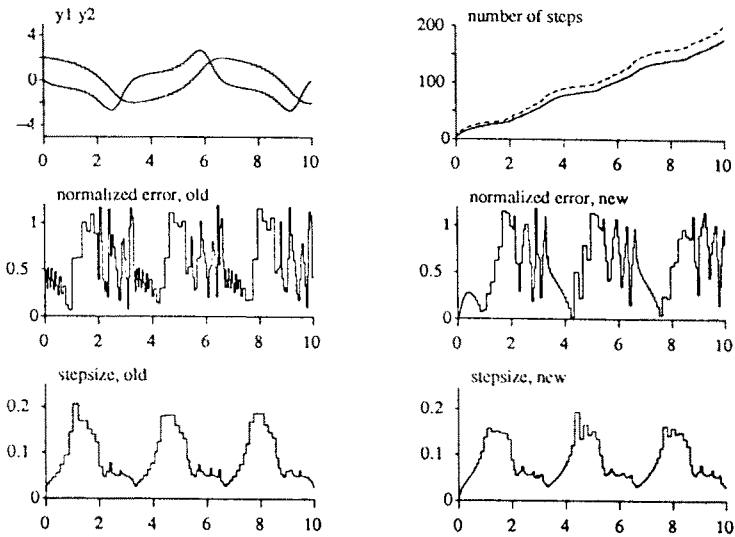 y1 y2
4
0
−4
0 2 4 6 8 10
number of steps
200
100
0
0 2 4 6 8 10
normalized error, old
1
0.5
0
0 2 4 6 8 10
normalized error, new
1
0.5
0
0 2 4 6 8 10
stepsize, old
0.2
0.1
0
0 2 4 6 8 10
stepsize, new
0.2
0.1
0
0 2 4 6 8 10